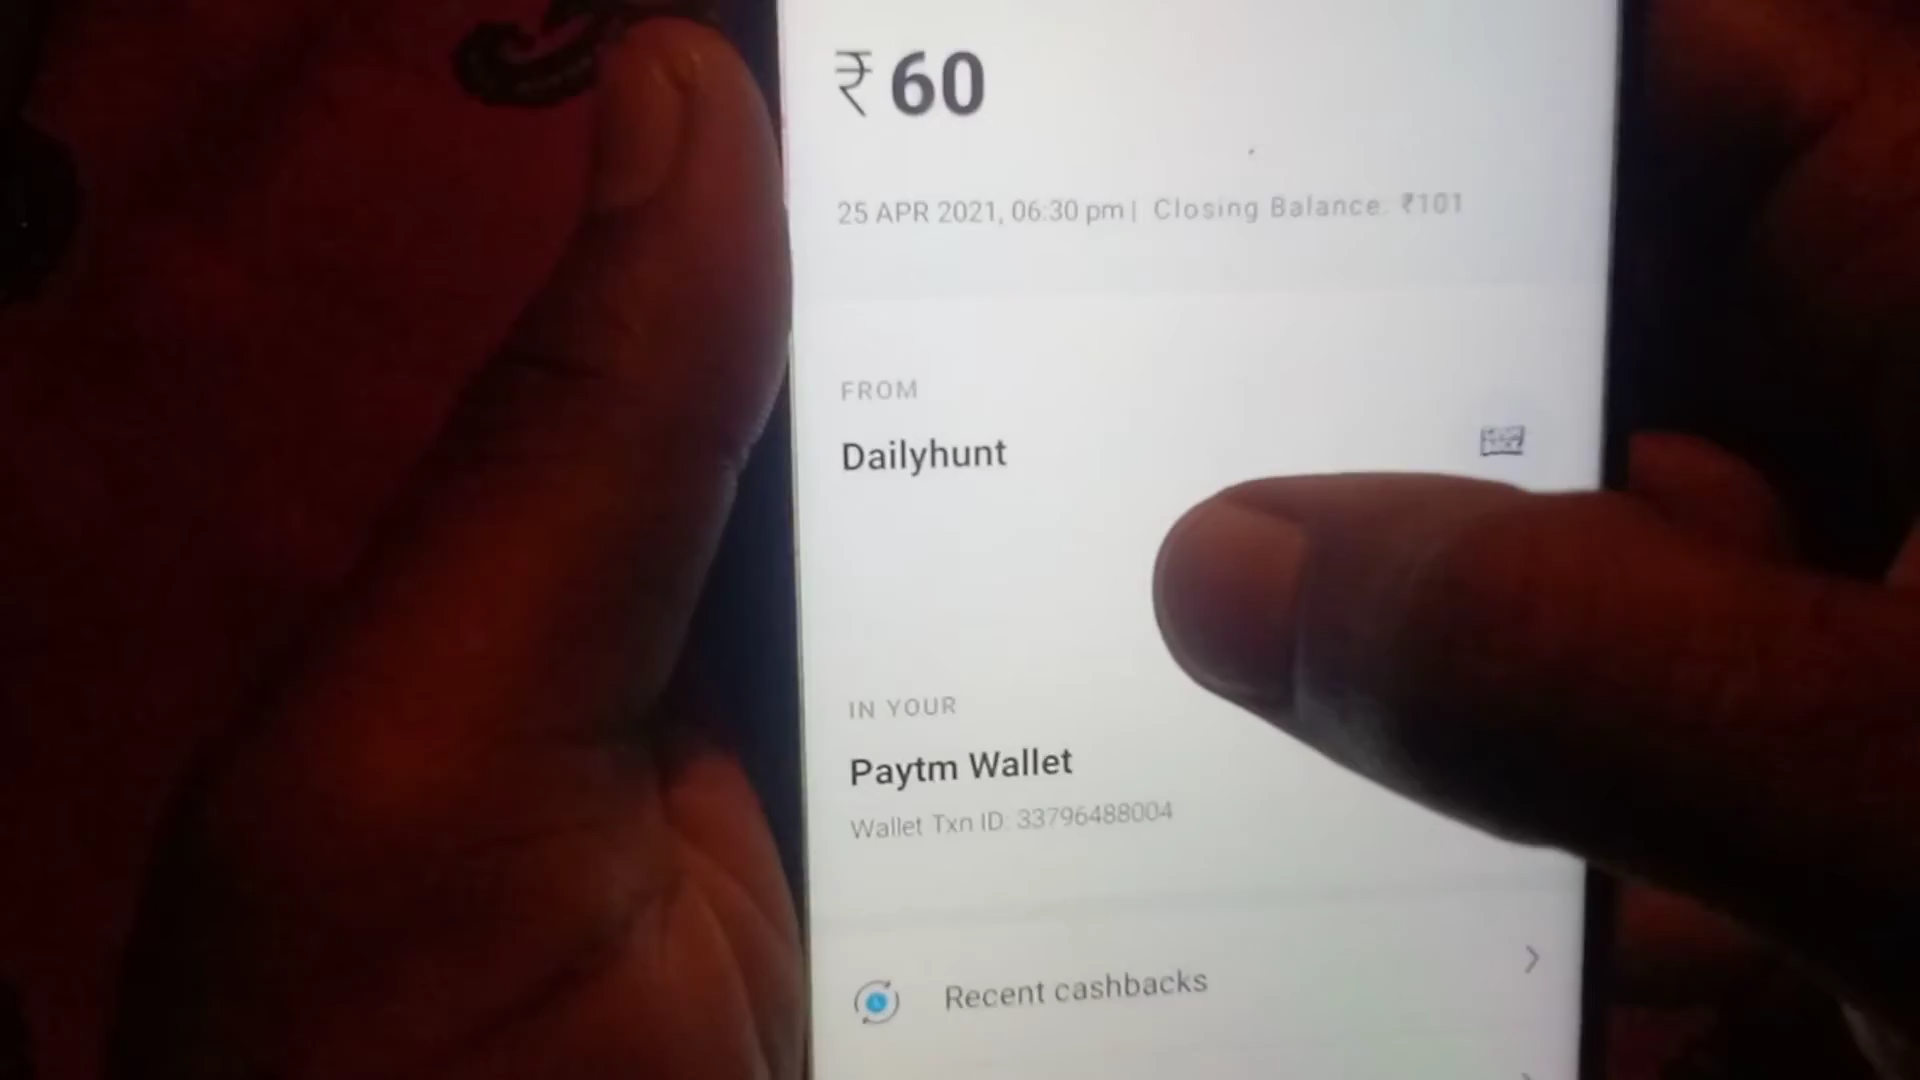 ₹ 60
25 APR 2021, 06:30 pm | Closing Balance: ₹101
FROM
Dailyhunt
IN YOUR
Paytm Wallet
Wallet Txn ID: 33796488004
Recent cashbacks